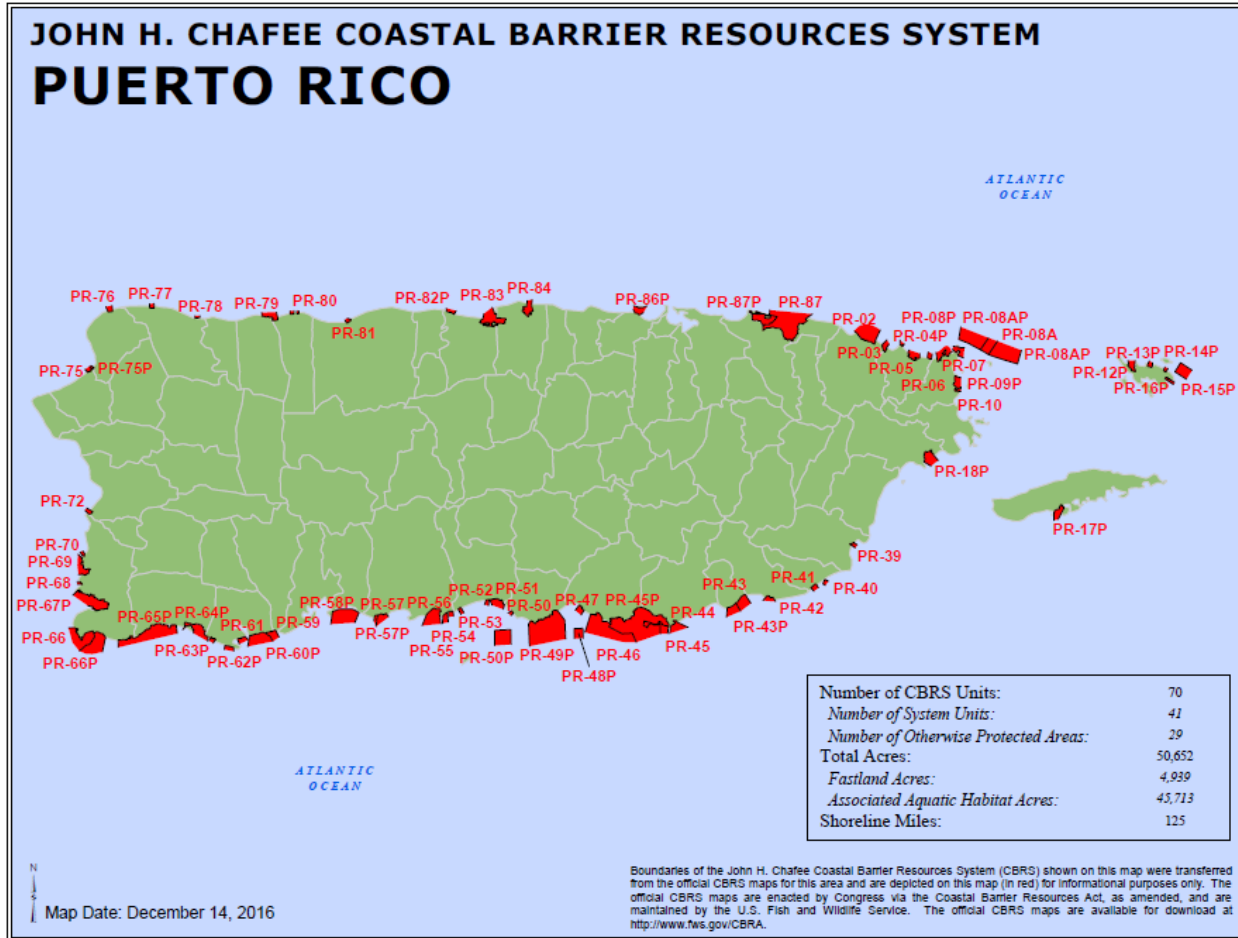 JOHN H. CHAFEE COASTAL BARRIER RESOURCES SYSTEM
PUERTO RICO
ATLANTIC
OCEAN
PR-76
PR-77
PR-78
PR-79
PR-80
PR-81
PR-82P
PR-83
PR-84
PR-86P
PR-87P
PR-87
PR-02
PR-03
PR-04P
PR-05
PR-06
PR-07
PR-08P
PR-08AP
PR-08A
PR-08AP
PR-09P
PR-10
PR-12P
PR-13P
PR-14P
PR-15P
PR-16P
PR-75
PR-75P
PR-18P
PR-17P
PR-72
PR-70
PR-69
PR-68
PR-67P
PR-66
PR-66P
PR-65P
PR-64P
PR-63P
PR-62P
PR-61
PR-60P
PR-59
PR-58P
PR-57
PR-57P
PR-56
PR-55
PR-54
PR-53
PR-52
PR-51
PR-50
PR-50P
PR-49P
PR-48P
PR-47
PR-46
PR-45P
PR-45
PR-44
PR-43
PR-43P
PR-42
PR-41
PR-40
PR-39
ATLANTIC
OCEAN
Number of CBRS Units: 70
Number of System Units: 41
Number of Otherwise Protected Areas: 29
Total Acres: 50,652
Fastland Acres: 4,939
Associated Aquatic Habitat Acres: 45,713
Shoreline Miles: 125
N
Map Date: December 14, 2016
Boundaries of the John H. Chafee Coastal Barrier Resources System (CBRS) shown on this map were transferred
from the official CBRS maps for this area and are depicted on this map (in red) for informational purposes only. The
official CBRS maps are enacted by Congress via the Coastal Barrier Resources Act, as amended, and are
maintained by the U.S. Fish and Wildlife Service. The official CBRS maps are available for download at
http://www.fws.gov/CBRA.